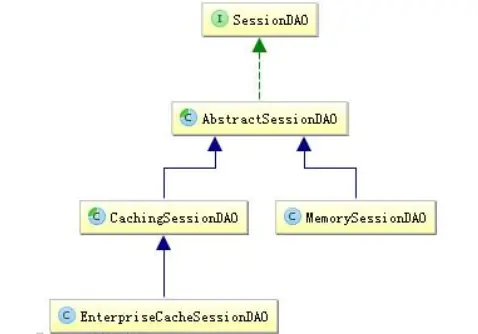 I SessionDAO
C AbstractSessionDAO
C CachingSessionDAO
C MemorySessionDAO
C EnterpriseCacheSessionDAO